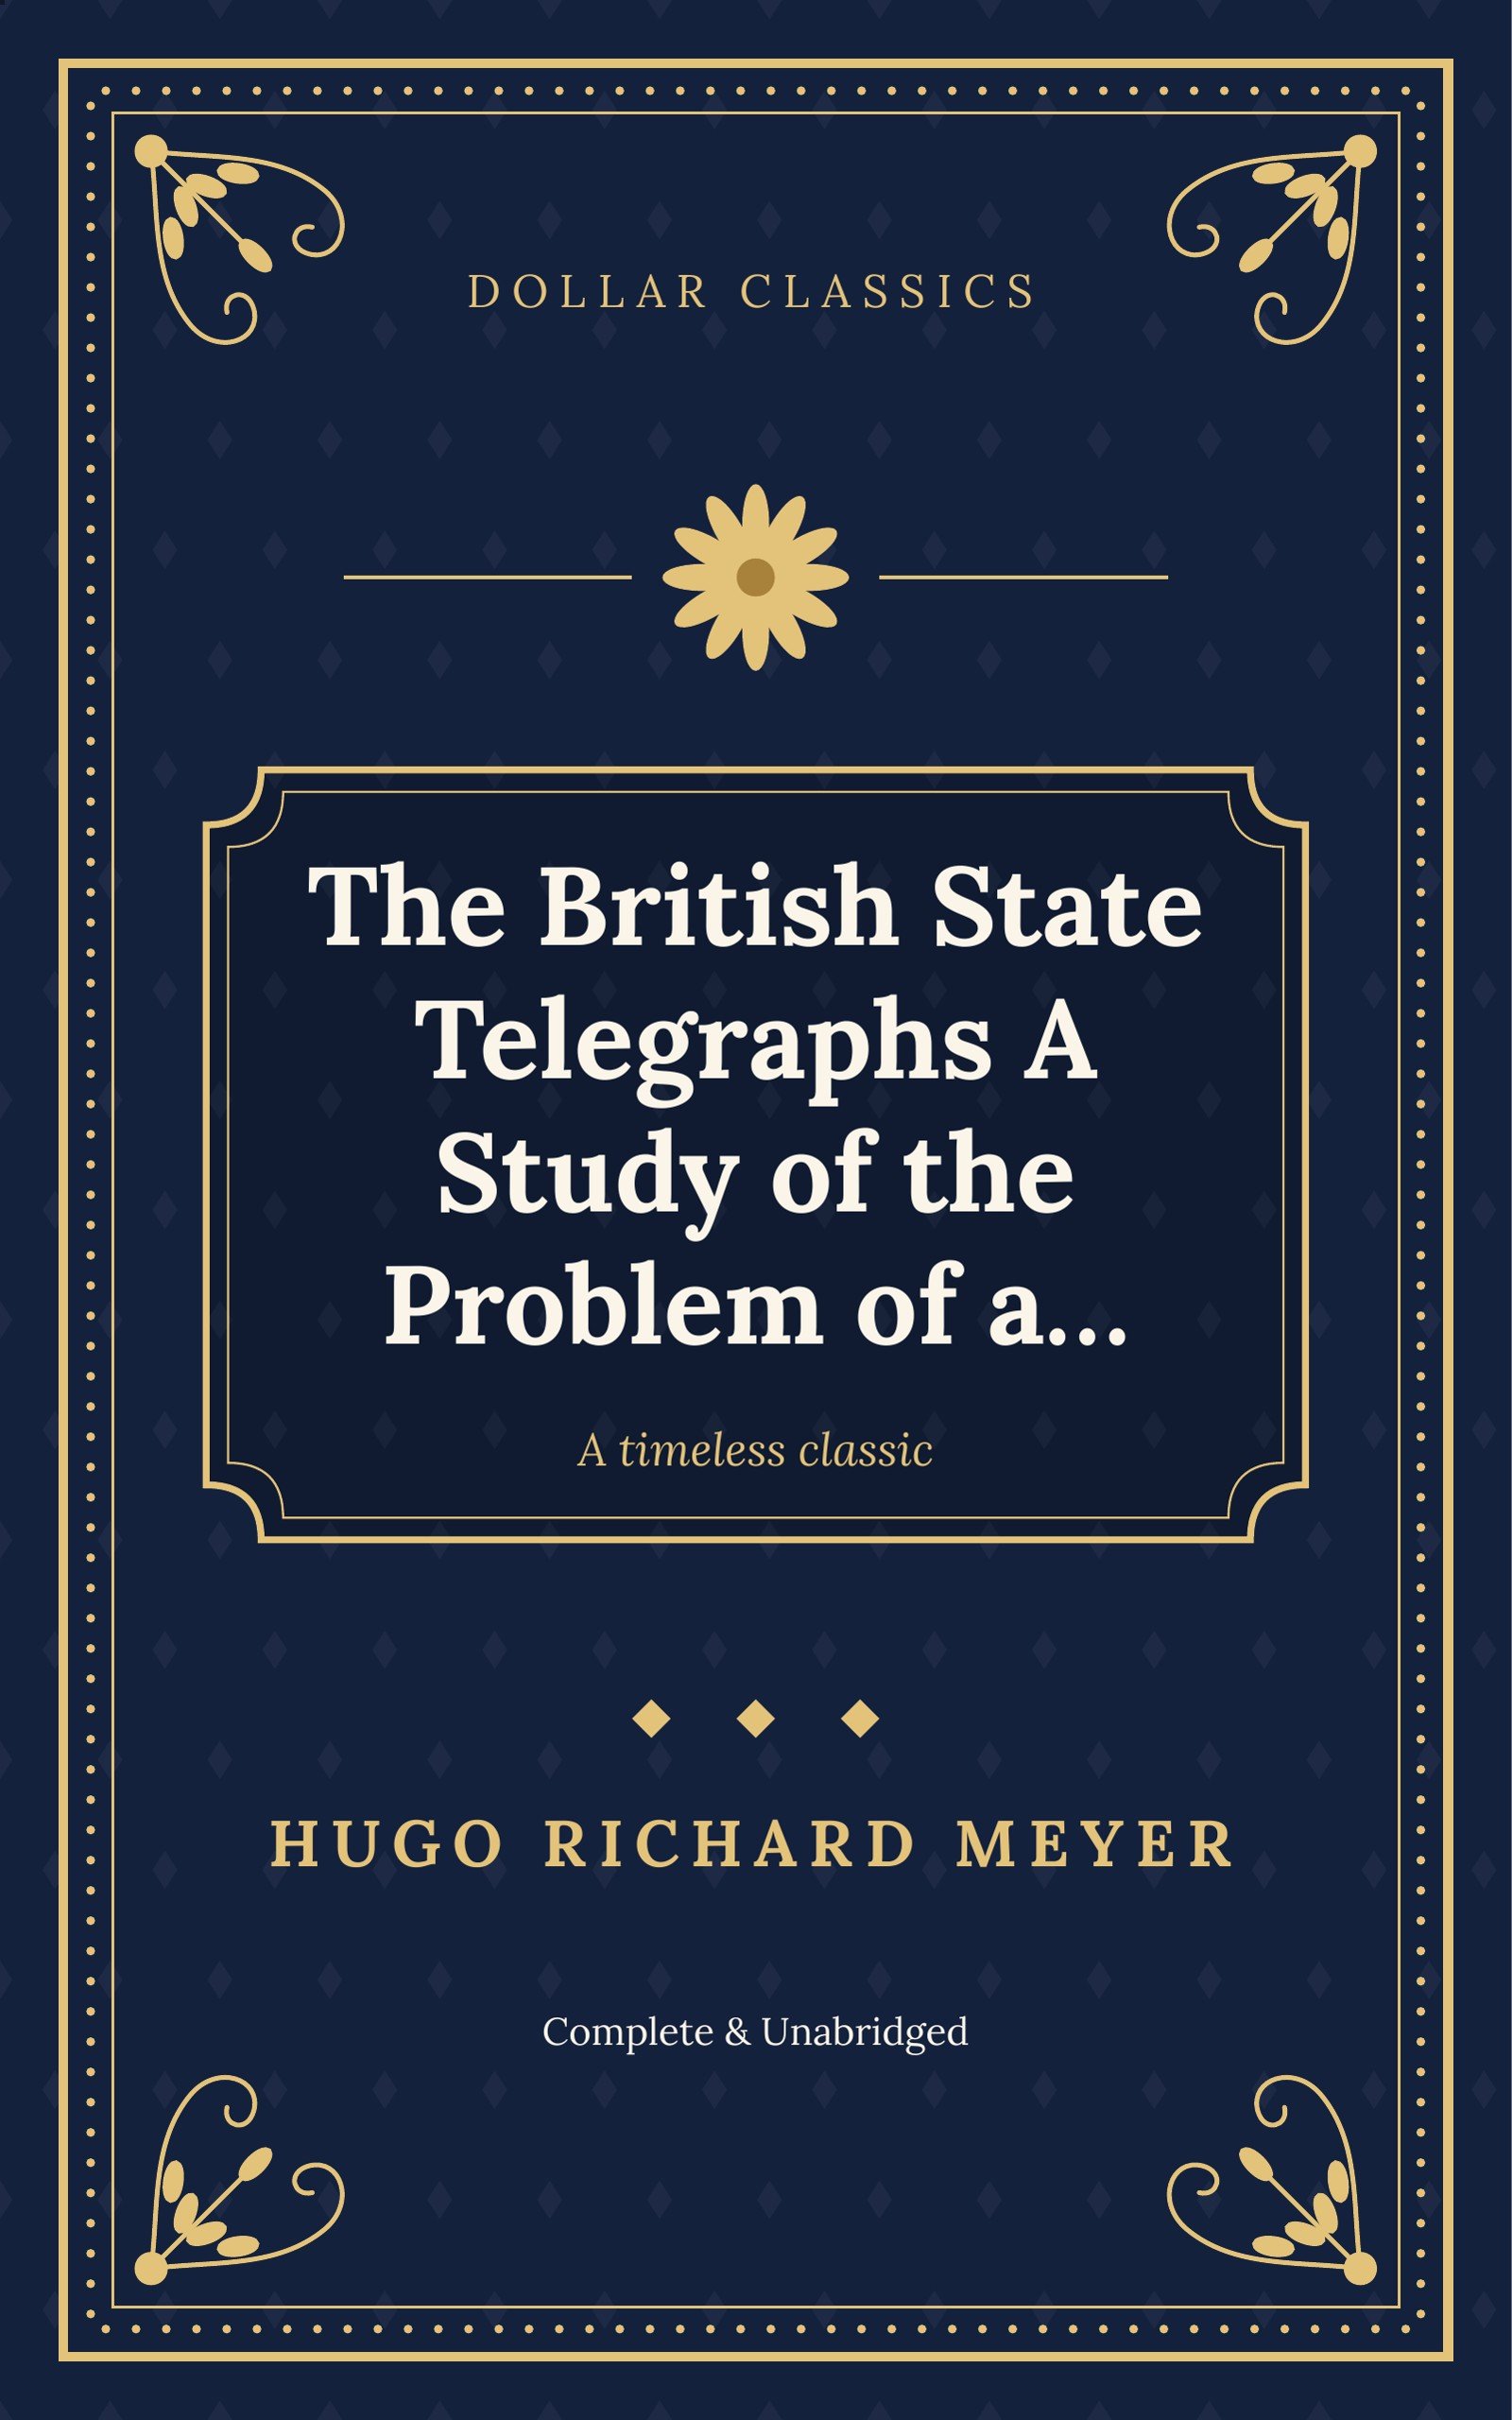 DOLLAR CLASSICS
The British State
Telegraphs A
Study of the
Problem of a...
A timeless classic
HUGO RICHARD MEYER
Complete & Unabridged